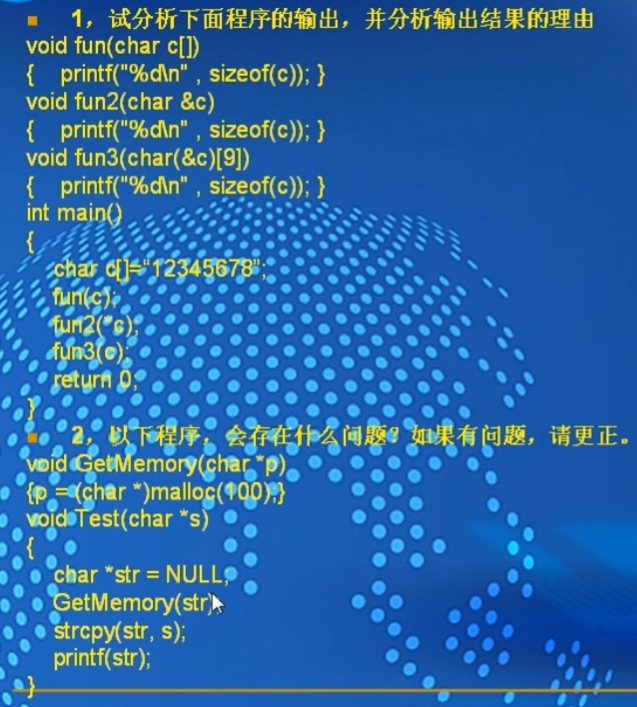 1，试分析下面程序的输出，并分析输出结果的理由
void fun(char c[])
{ printf("%d\n" , sizeof(c)); }
void fun2(char &c)
{ printf("%d\n" , sizeof(c)); }
void fun3(char(&c)[9])
{ printf("%d\n" , sizeof(c)); }
int main()
{
char c[]=“12345678”;
fun(c);
fun2(*c);
fun3(c);
return 0;
}
2，以下程序，会存在什么问题？如果有问题，请更正。
void GetMemory(char *p)
{p = (char *)malloc(100);}
void Test(char *s)
{
char *str = NULL;
GetMemory(str);
strcpy(str, s);
printf(str);
}